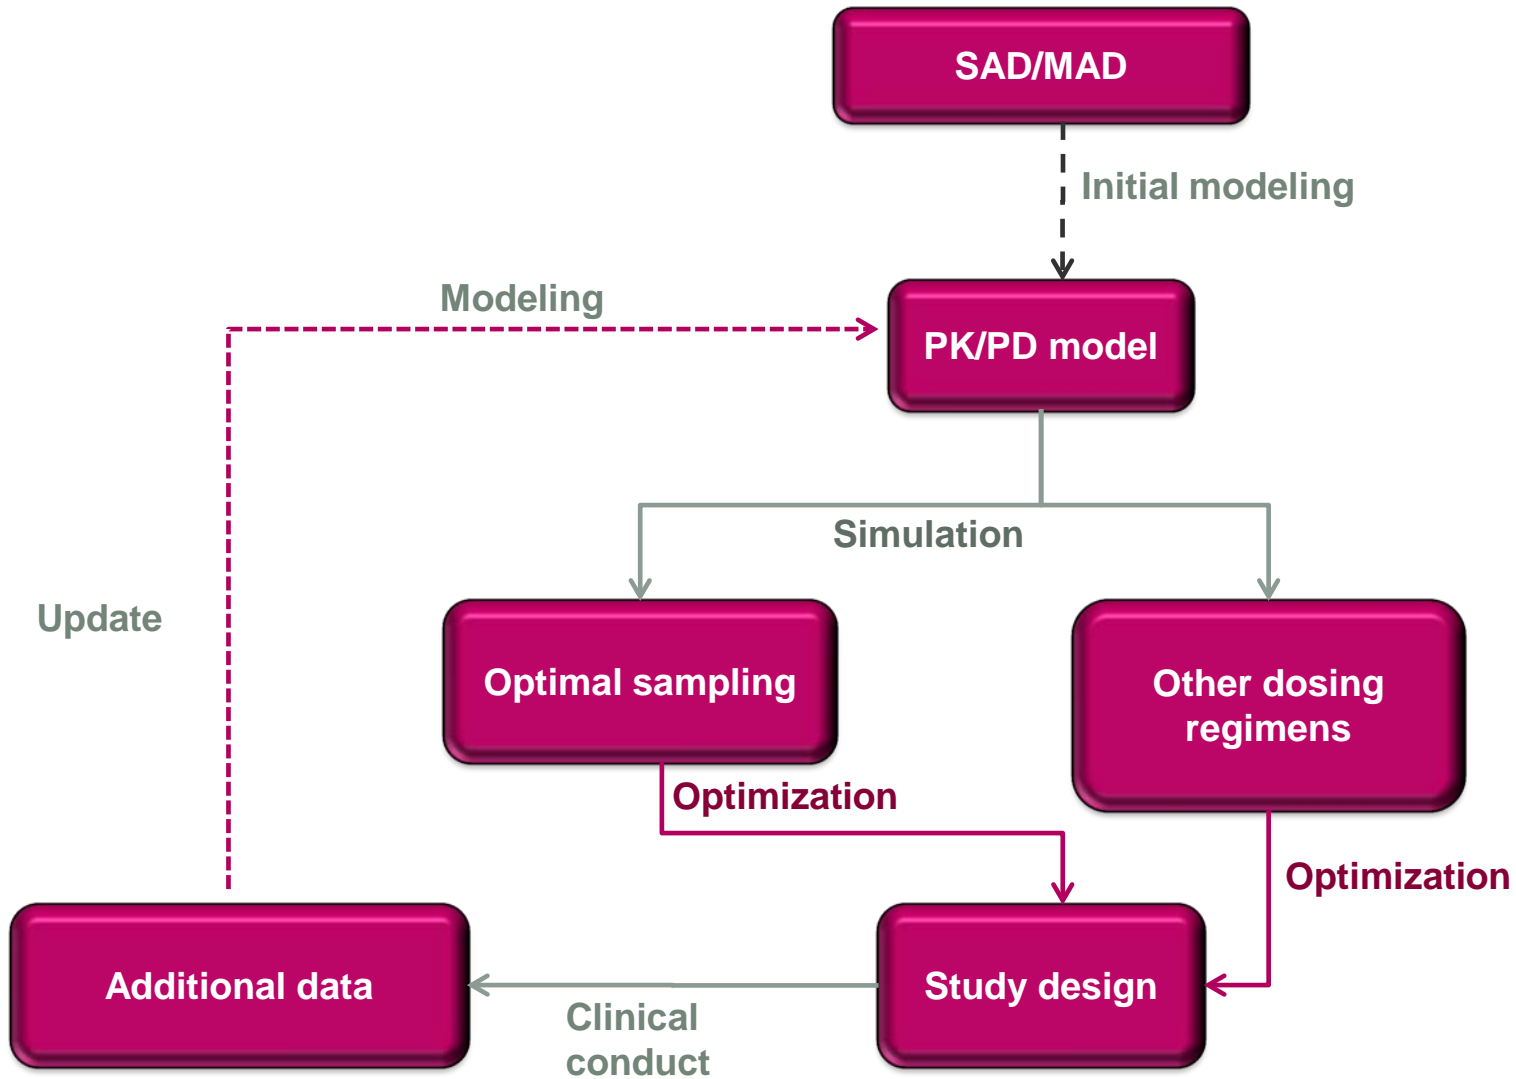 SAD/MAD
Initial modeling
Modeling
PK/PD model
Simulation
Update
Optimal sampling
Other dosing
regimens
Optimization
Optimization
Additional data
Study design
Clinical
conduct